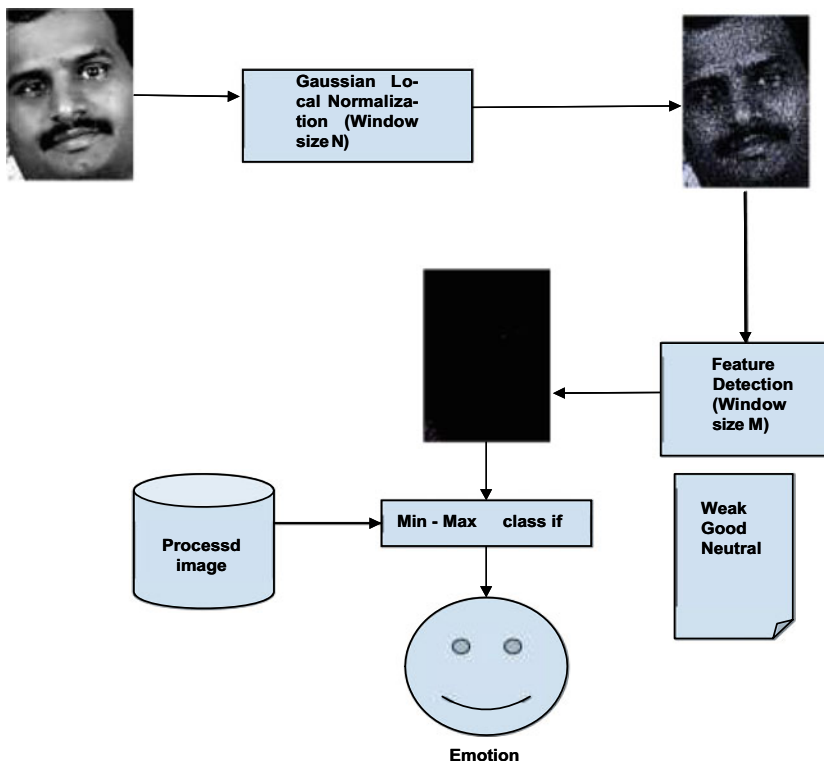 Gaussian Lo-
cal Normaliza-
tion (Window
size N)
Feature
Detection
(Window
size M)
Weak
Good
Neutral
Processd
image
Min - Max class if
Emotion